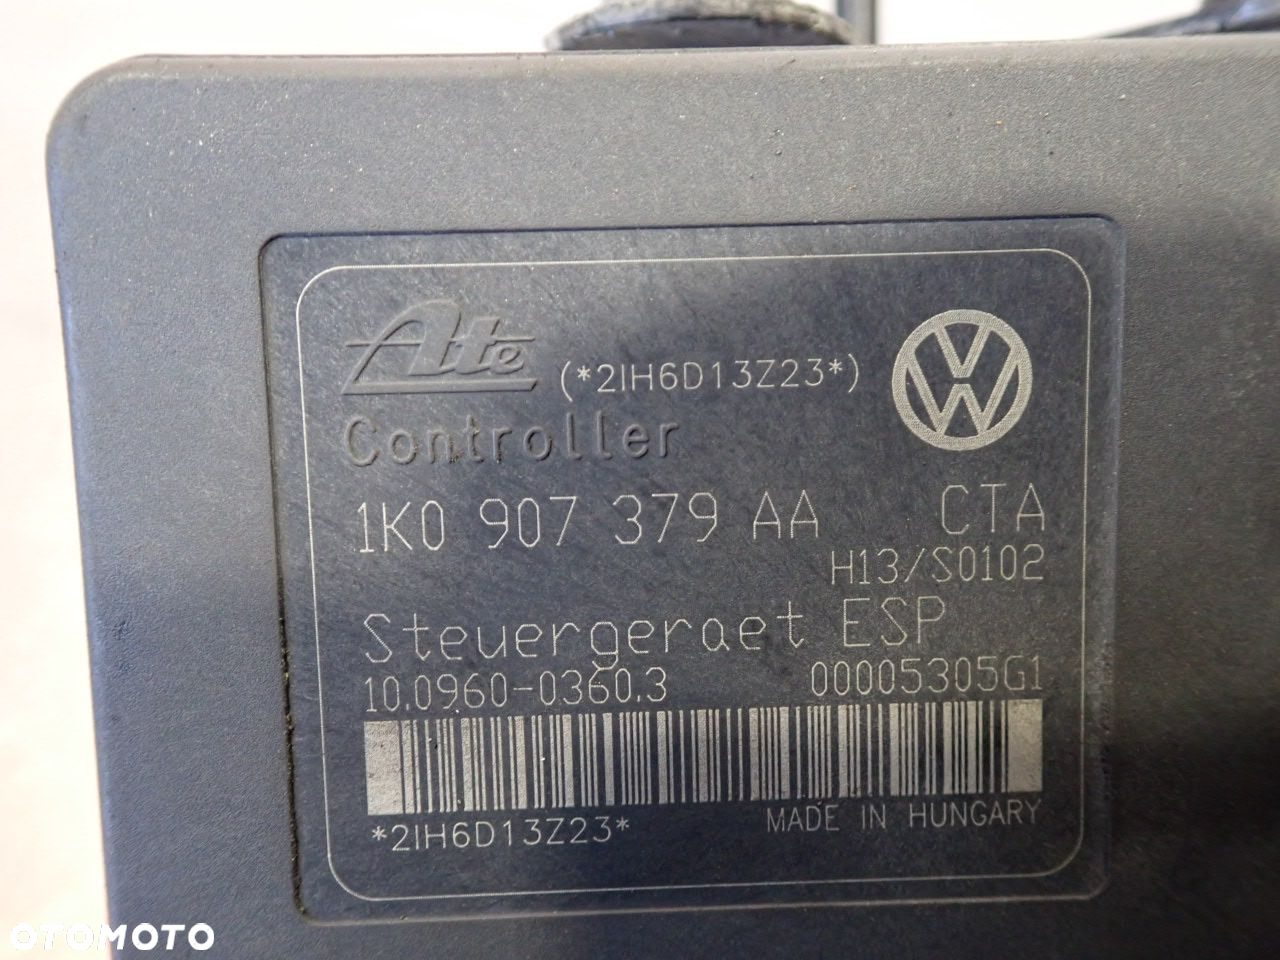 Ate (*2IH6D13Z23*)
Controller
1K0 907 379 AA CTA
H13/S0102
Steuergeraet ESP
10.0960-0360.3 00005305G1
*2IH6D13Z23* MADE IN HUNGARY
OTOMOTO